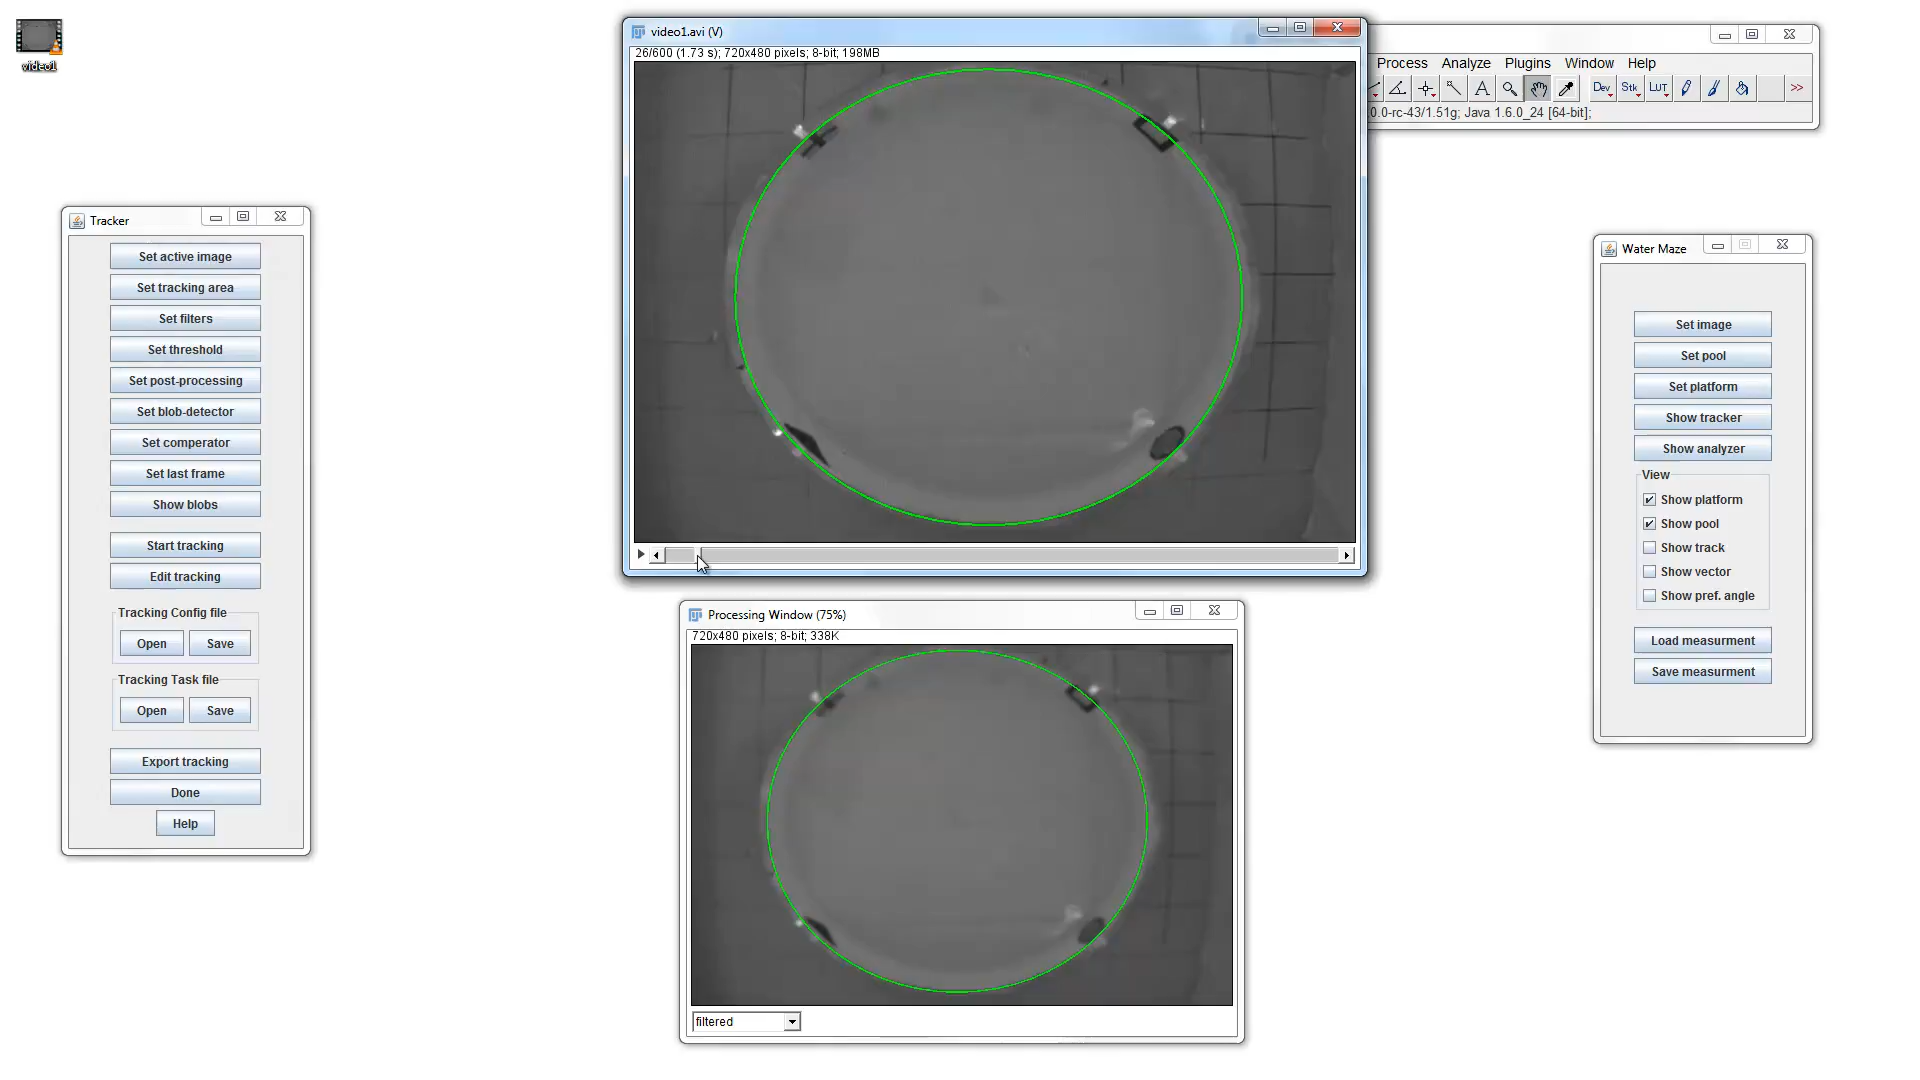 video1
video1.avi (V)
26/600 (1.73 s); 720x480 pixels; 8-bit; 198MB
Process Analyze Plugins Window Help
A Dev Stk LUT >>
.0.0-rc-43/1.51g; Java 1.6.0_24 [64-bit];
Tracker
Set active image
Set tracking area
Set filters
Set threshold
Set post-processing
Set blob-detector
Set comperator
Set last frame
Show blobs
Start tracking
Edit tracking
Tracking Config file
Open Save
Tracking Task file
Open Save
Export tracking
Done
Help
Water Maze
Set image
Set pool
Set platform
Show tracker
Show analyzer
View
Show platform
Show pool
Show track
Show vector
Show pref. angle
Load measurment
Save measurment
Processing Window (75%)
720x480 pixels; 8-bit; 338K
filtered